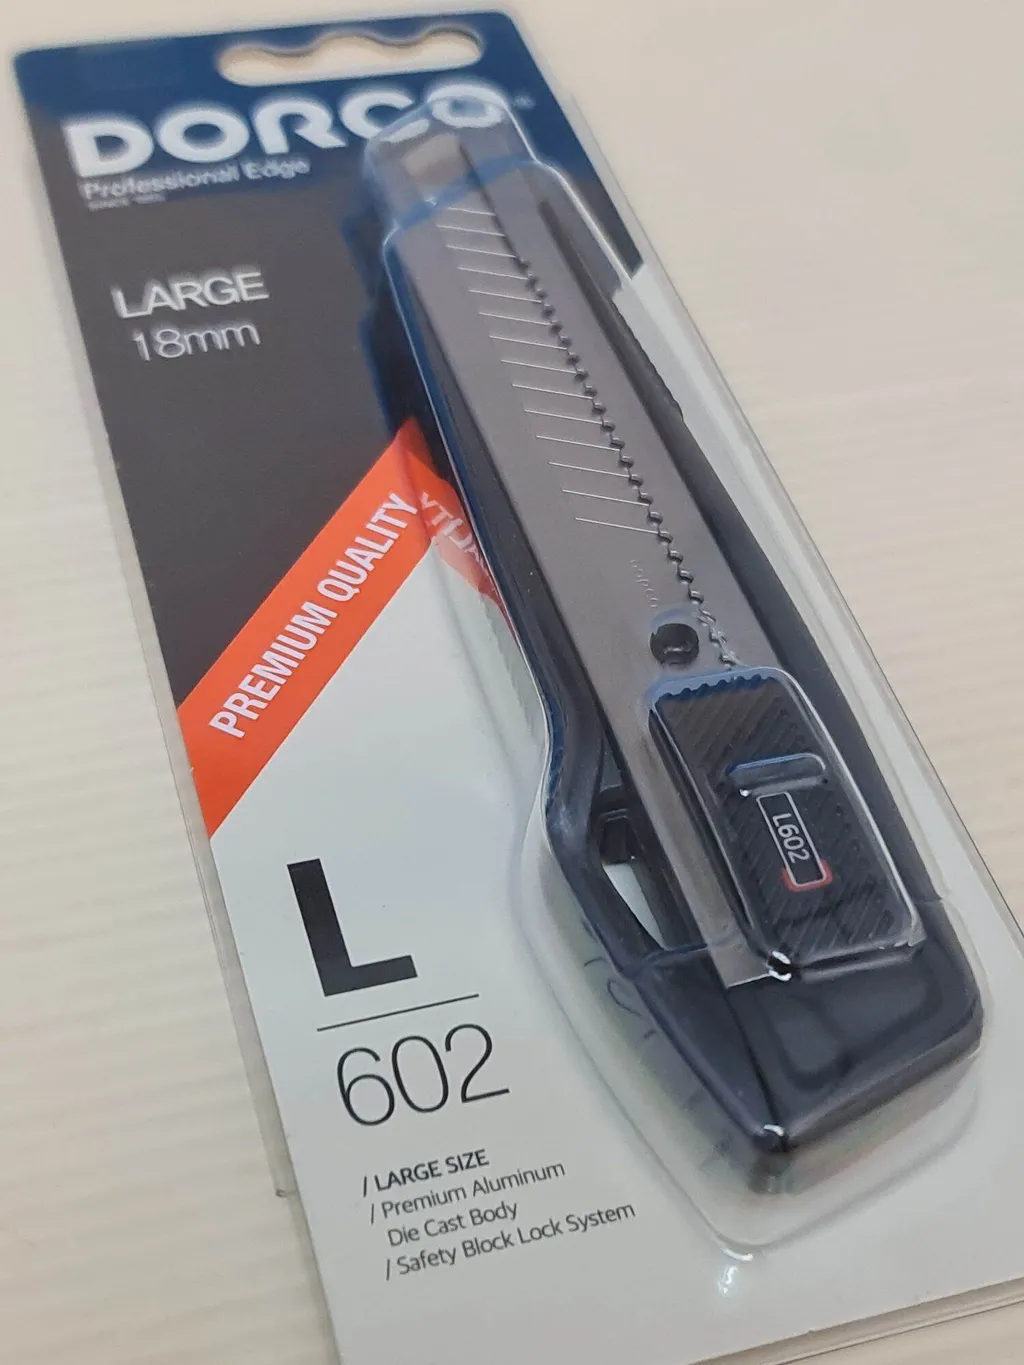 DORCO
Professional Edge
LARGE
18mm
PREMIUM QUALITY
L602
L
602
/ LARGE SIZE
/ Premium Aluminum
Die Cast Body
/ Safety Block Lock System